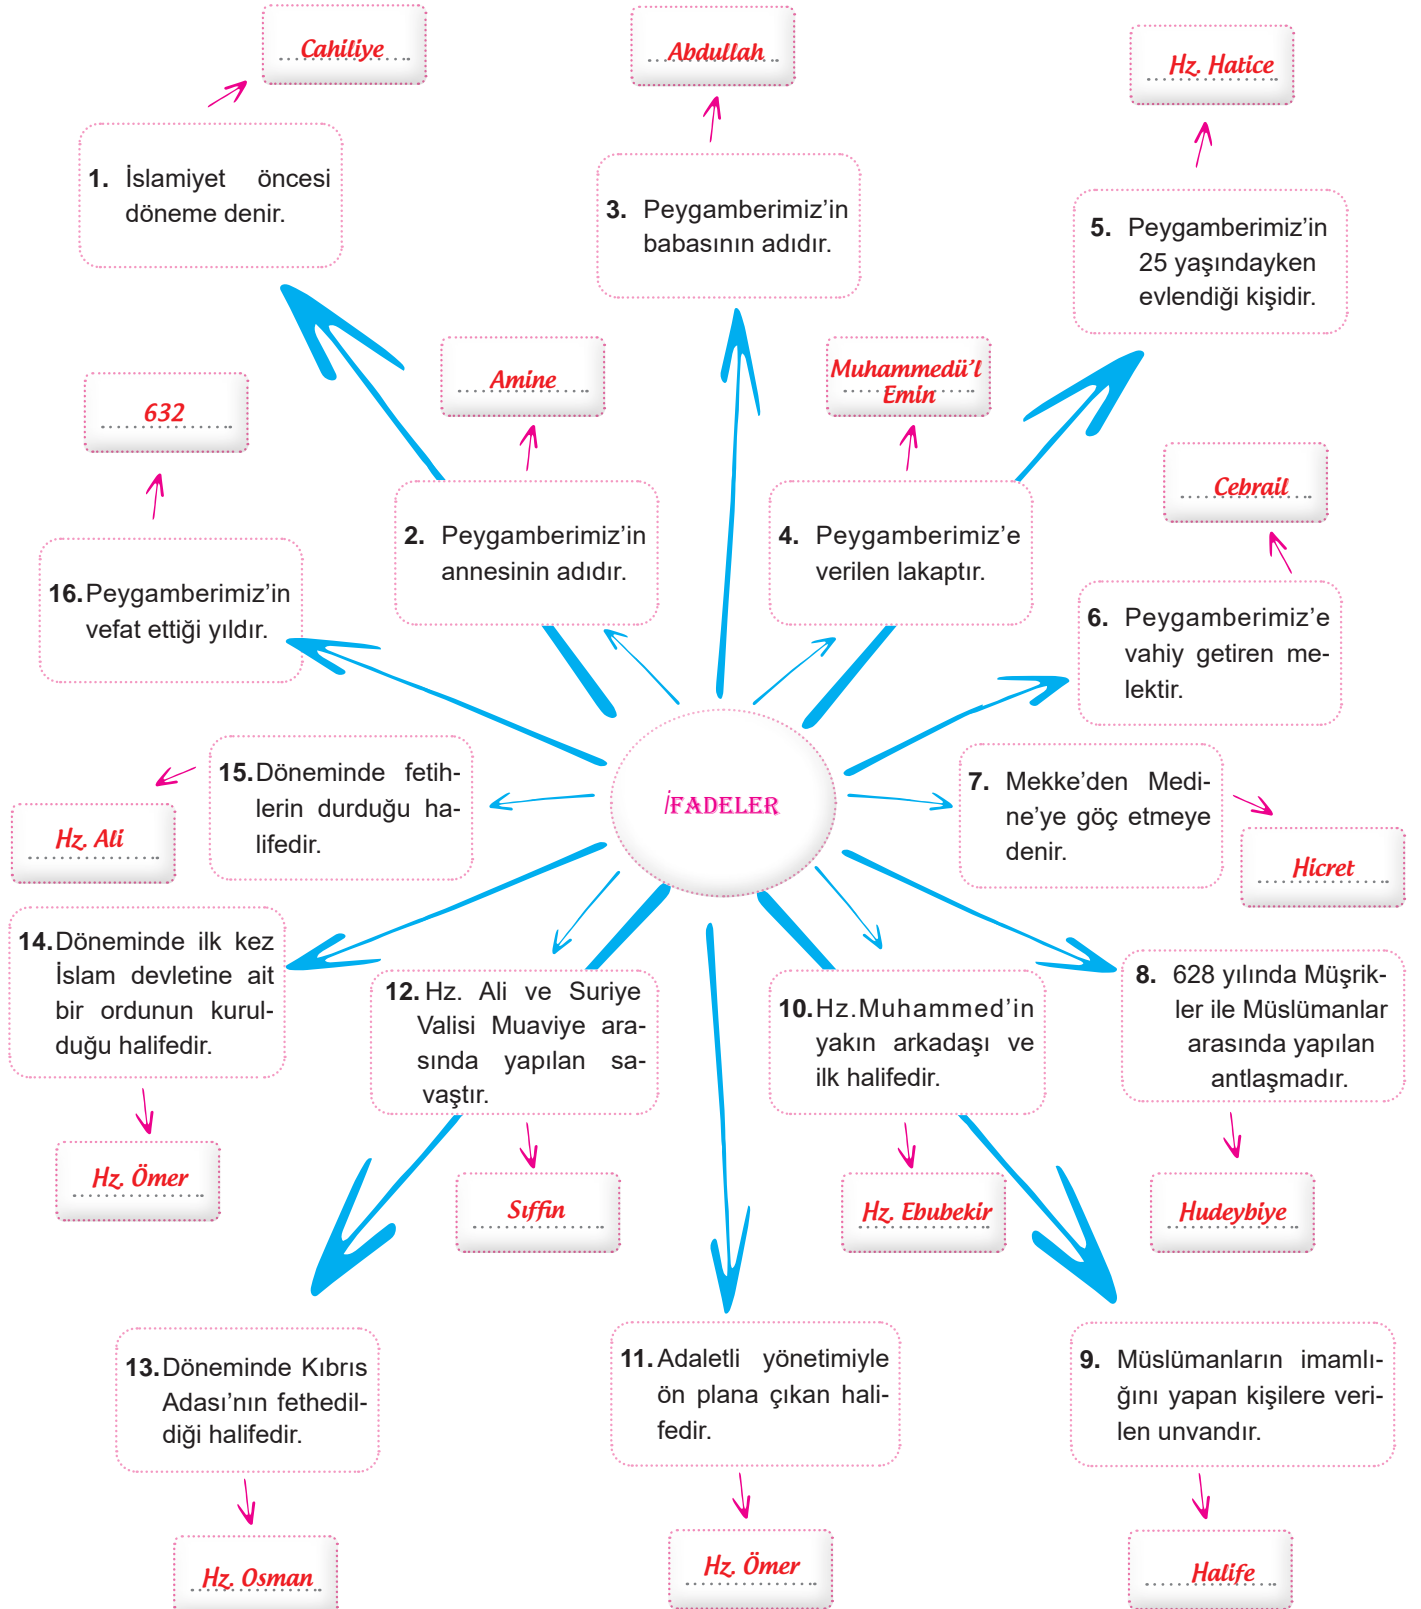 Cahiliye
Abdullah
Hz. Hatice
1. İslamiyet öncesi
döneme denir.
3. Peygamberimiz’in
babasının adıdır.
5. Peygamberimiz’in
25 yaşındayken
evlendiği kişidir.
632
Amine
Muhammedü’l
Emin
Cebrail
16. Peygamberimiz’in
vefat ettiği yıldır.
2. Peygamberimiz’in
annesinin adıdır.
4. Peygamberimiz’e
verilen lakaptır.
6. Peygamberimiz’e
vahiy getiren me-
lektir.
15. Döneminde fetih-
lerin durduğu ha-
lifedir.
Hz. Ali
İFADELER
7. Mekke’den Medi-
ne’ye göç etmeye
denir.
Hicret
14. Döneminde ilk kez
İslam devletine ait
bir ordunun kurul-
duğu halifedir.
Hz. Ömer
12. Hz. Ali ve Suriye
Valisi Muaviye ara-
sında yapılan sa-
vaştır.
Sıffin
10. Hz.Muhammed’in
yakın arkadaşı ve
ilk halifedir.
Hz. Ebubekir
8. 628 yılında Müşrik-
ler ile Müslümanlar
arasında yapılan
antlaşmadır.
Hudeybiye
13. Döneminde Kıbrıs
Adası’nın fethedil-
diği halifedir.
Hz. Osman
11. Adaletli yönetimiyle
ön plana çıkan hali-
fedir.
Hz. Ömer
9. Müslümanların imamlı-
ğını yapan kişilere veri-
len unvandır.
Halife